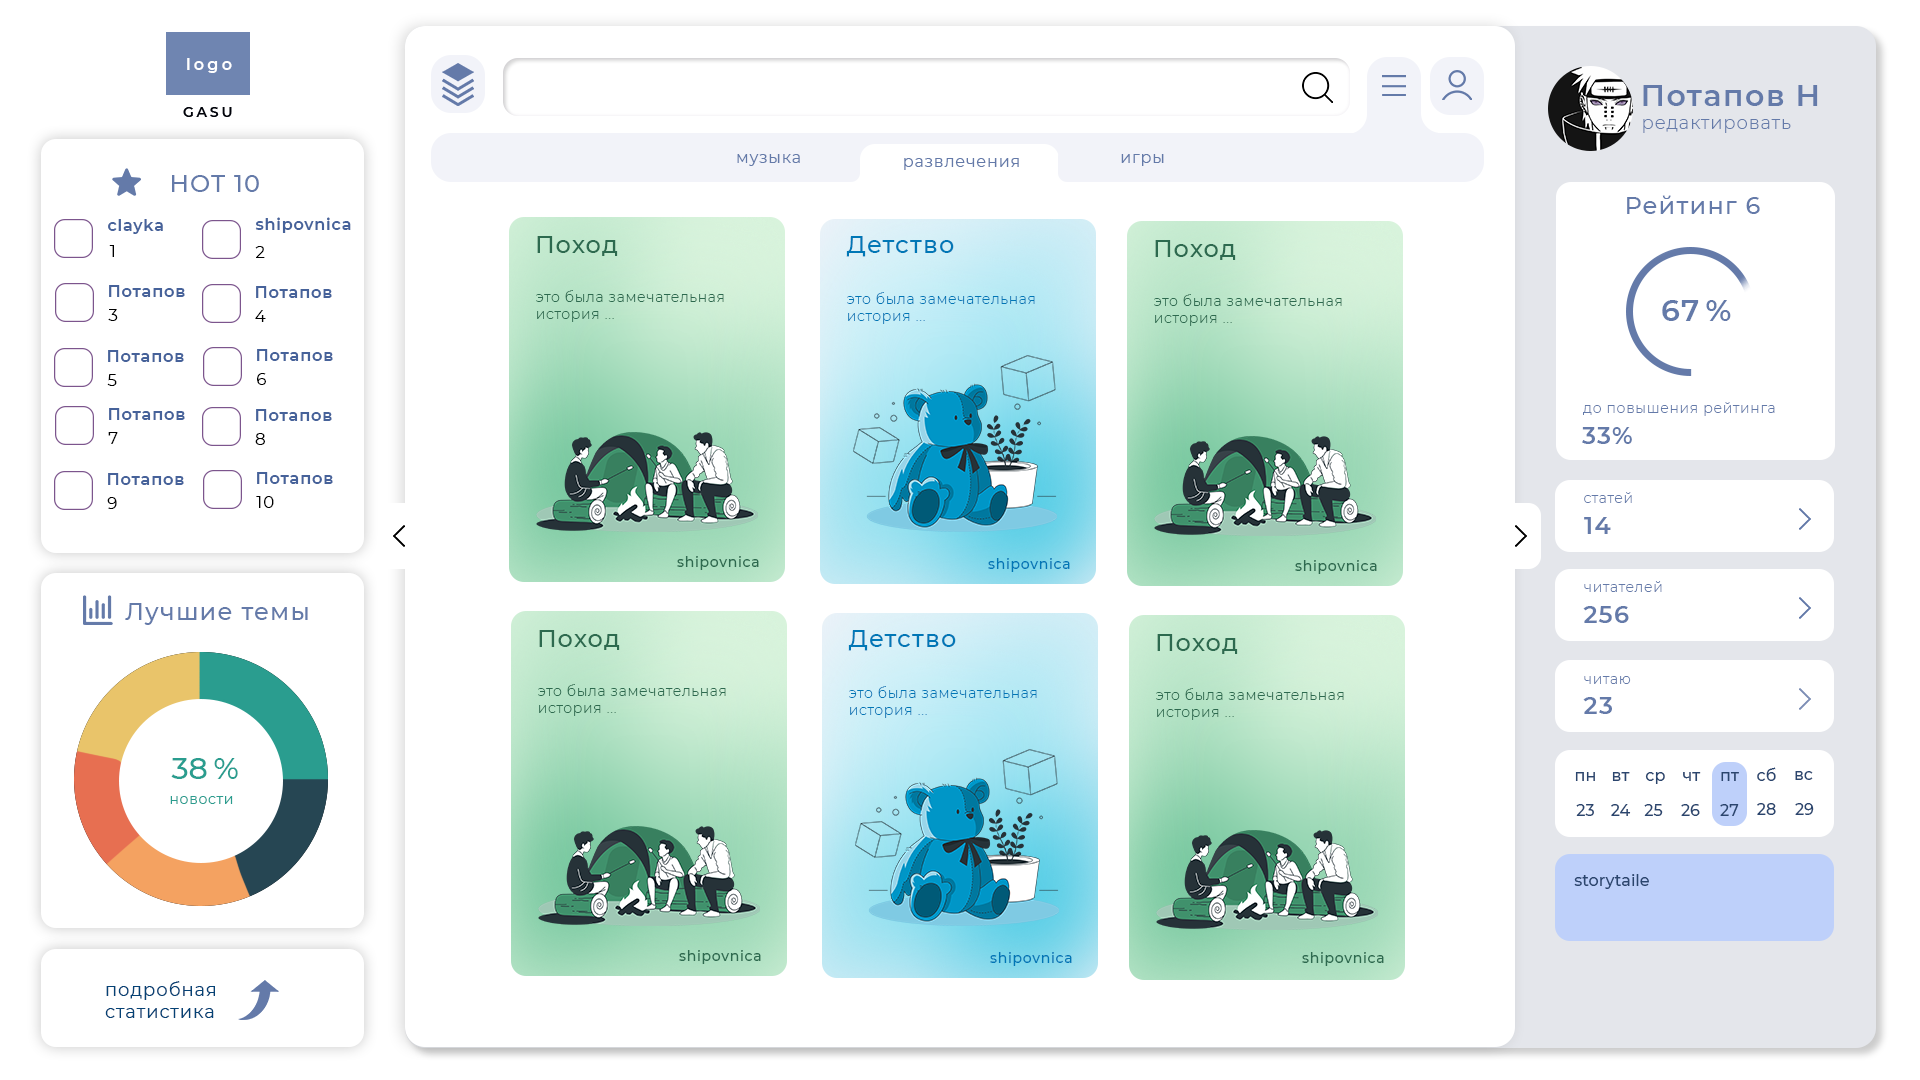 logo
GASU
HOT 10
clayka
1
shipovnica
2
Потапов
3
Потапов
4
Потапов
5
Потапов
6
Потапов
7
Потапов
8
Потапов
9
Потапов
10
Лучшие темы
38 %
новости
подробная
статистика
музыка
развлечения
игры
Поход
это была замечательная
история ...
shipovnica
Детство
это была замечательная
история ...
shipovnica
Поход
это была замечательная
история ...
shipovnica
Поход
это была замечательная
история ...
shipovnica
Детство
это была замечательная
история ...
shipovnica
Поход
это была замечательная
история ...
shipovnica
Потапов Н
редактировать
Рейтинг 6
67 %
до повышения рейтинга
33%
статей
14
читателей
256
читаю
23
пн вт ср чт пт сб вс
23 24 25 26 27 28 29
storytaile